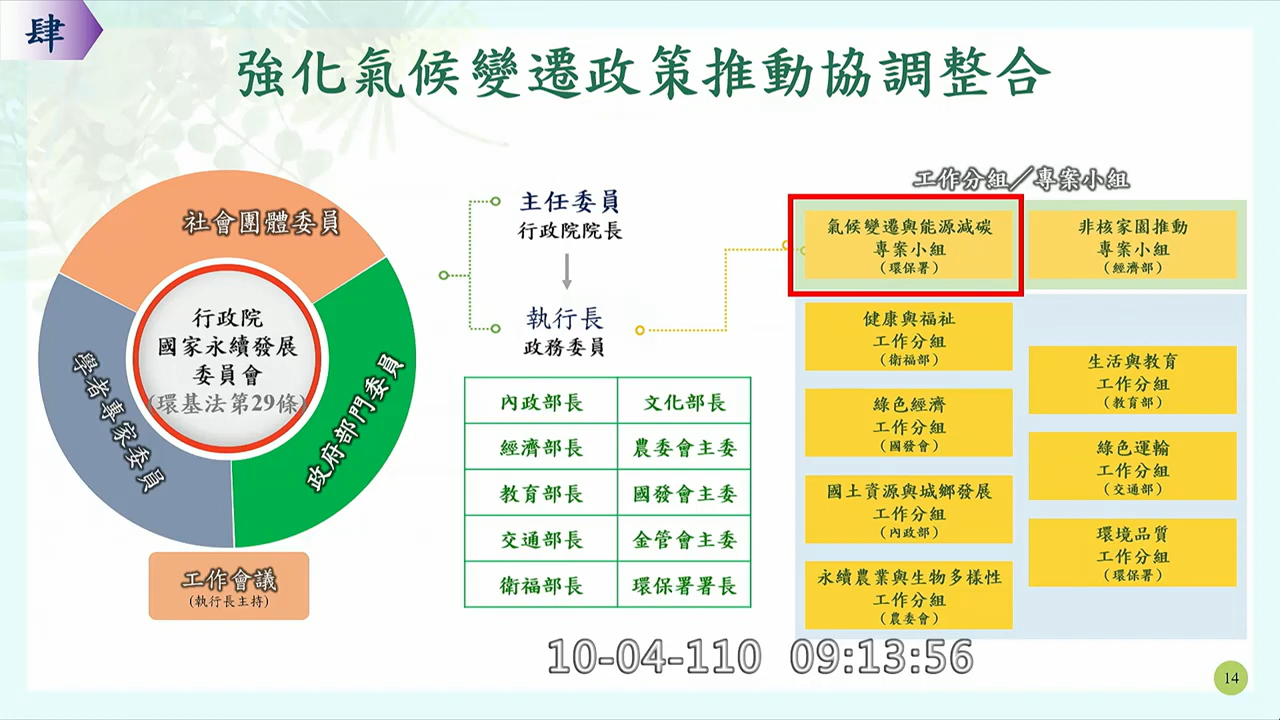 肆
強化氣候變遷政策推動協調整合
社會團體委員
學者專家委員
政府部門委員
行政院
國家永續發展
委員會
(環基法第29條)
工作會議
(執行長主持)
主任委員
行政院院長
執行長
政務委員
內政部長
文化部長
經濟部長
農委會主委
教育部長
國發會主委
交通部長
金管會主委
衛福部長
環保署署長
工作分組／專案小組
氣候變遷與能源減碳
專案小組
(環保署)
非核家園推動
專案小組
(經濟部)
健康與福祉
工作分組
(衛福部)
綠色經濟
工作分組
(國發會)
國土資源與城鄉發展
工作分組
(內政部)
永續農業與生物多樣性
工作分組
(農委會)
生活與教育
工作分組
(教育部)
綠色運輸
工作分組
(交通部)
環境品質
工作分組
(環保署)
10-04-110 09:13:56
14